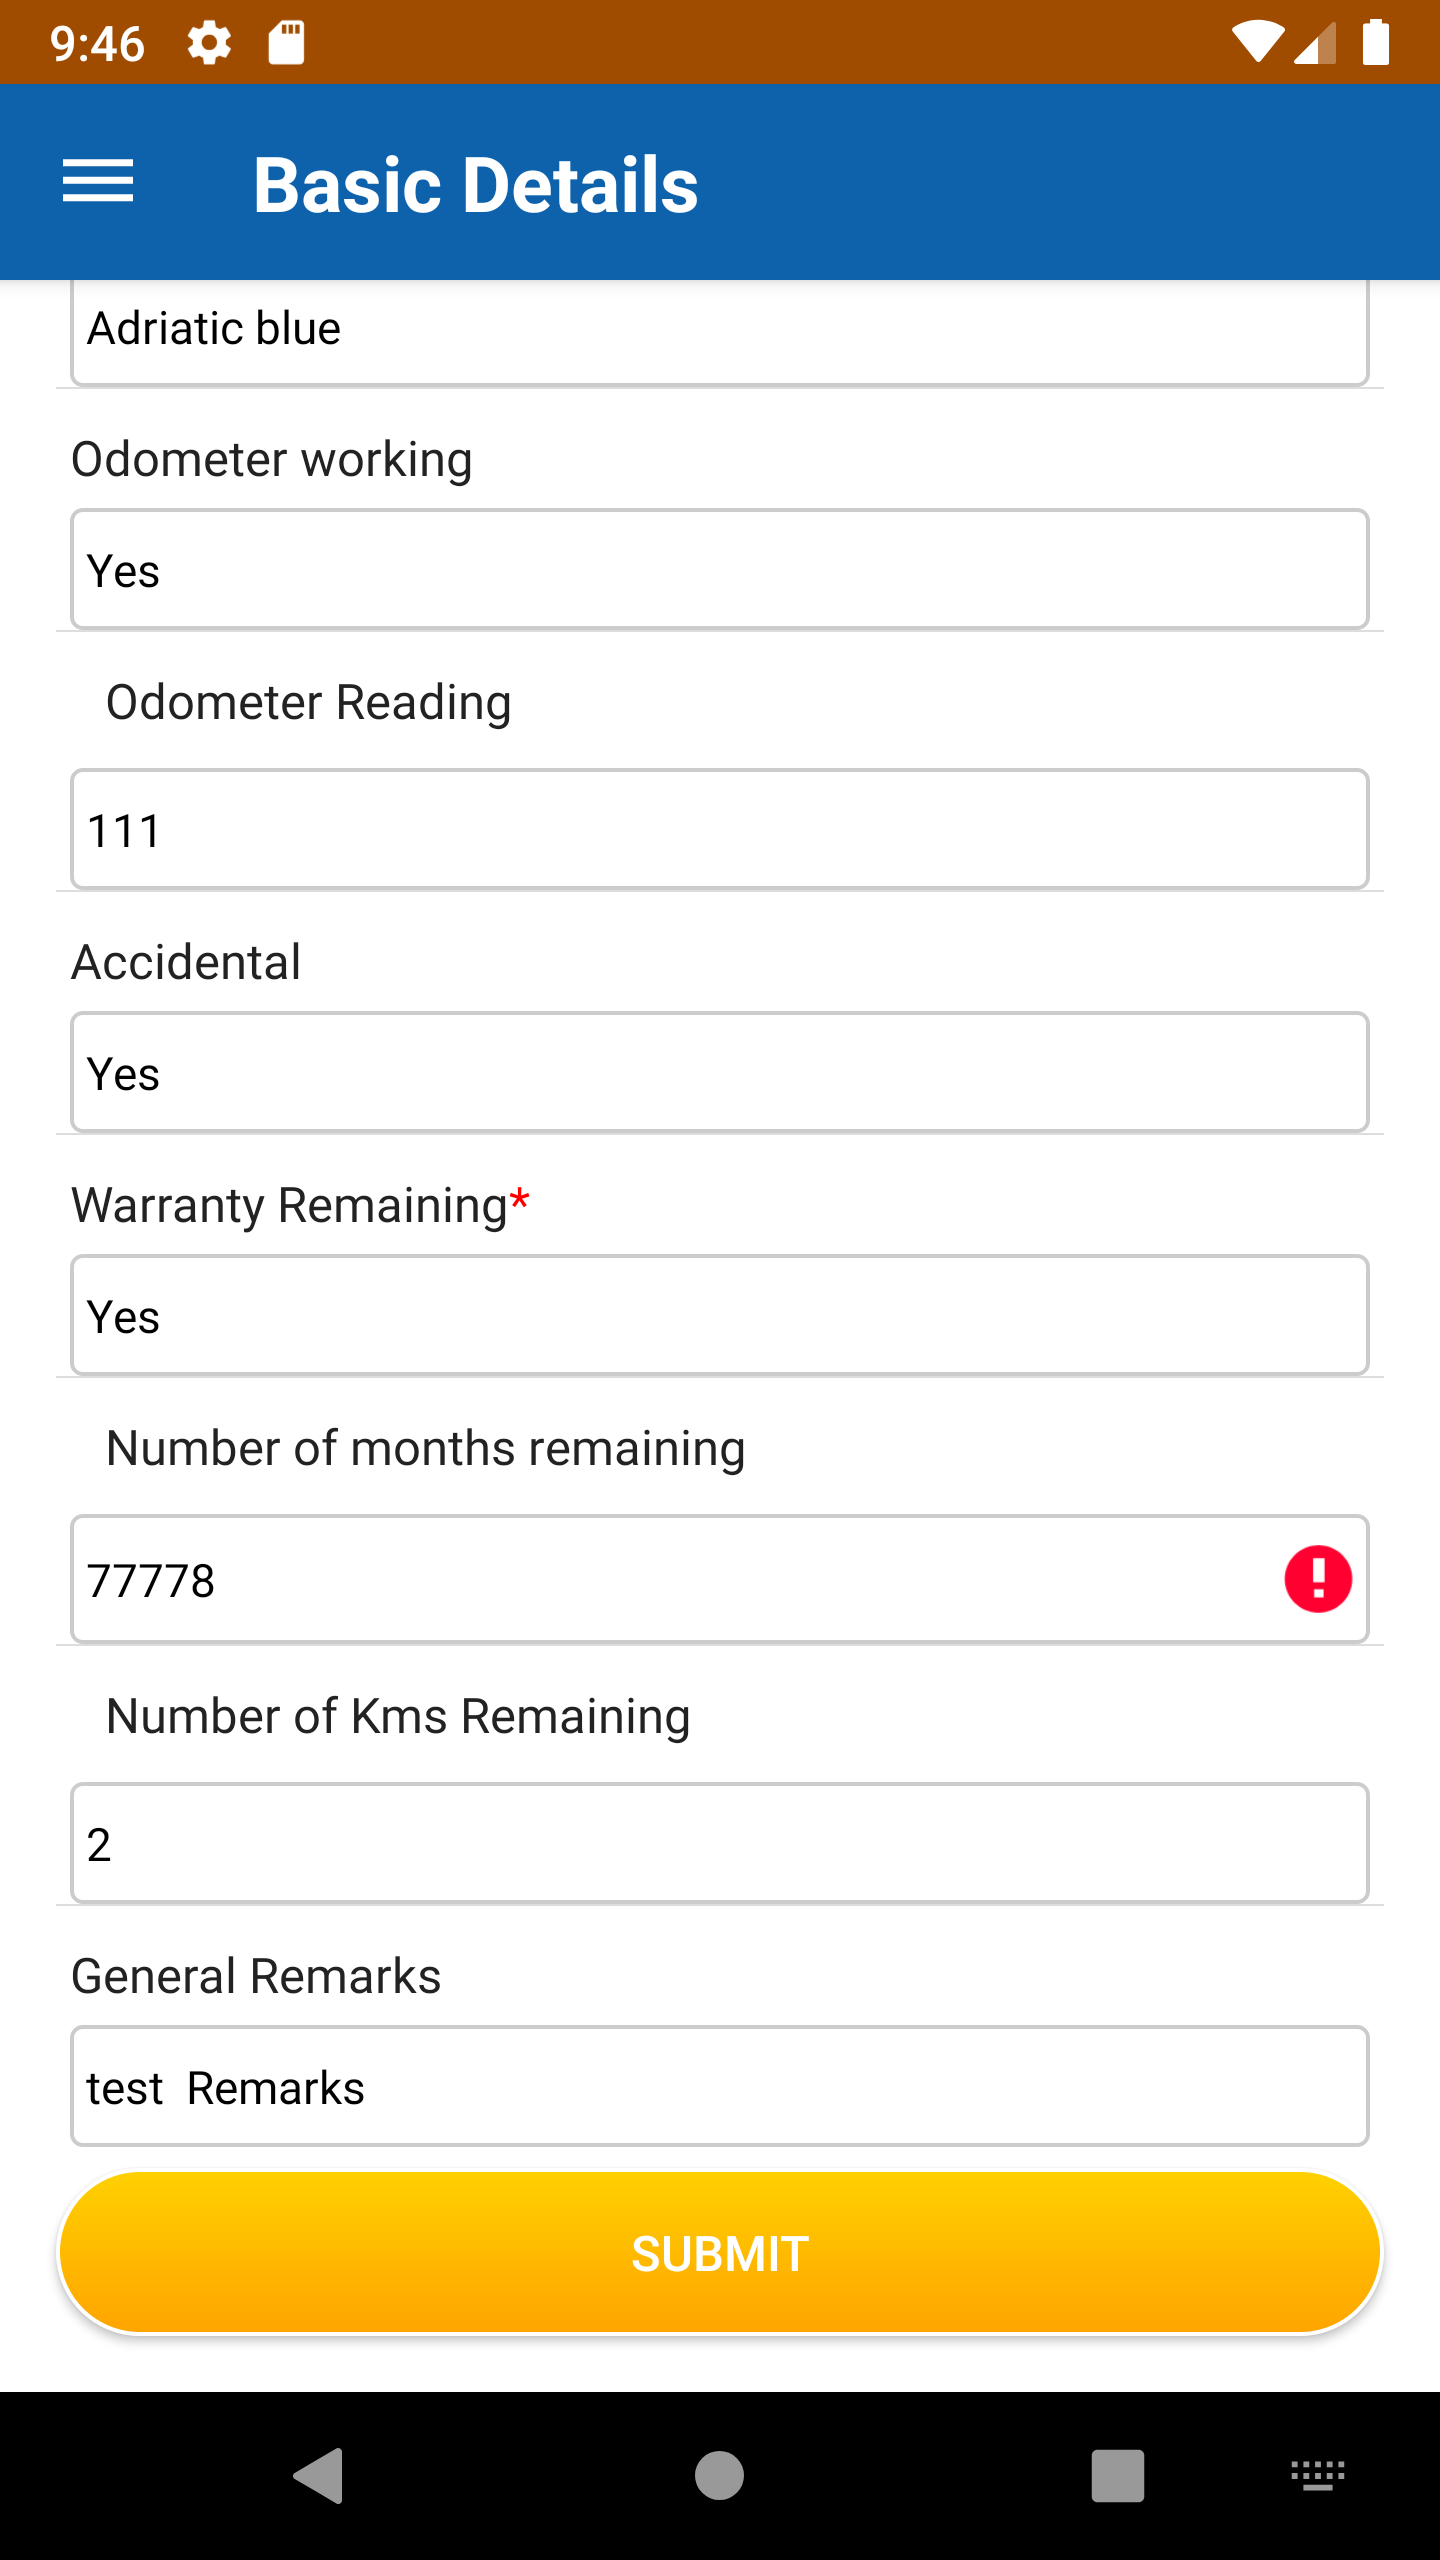 9:46
Basic Details
Adriatic blue
Odometer working
Yes
Odometer Reading
111
Accidental
Yes
Warranty Remaining*
Yes
Number of months remaining
77778
Number of Kms Remaining
2
General Remarks
test  Remarks
SUBMIT